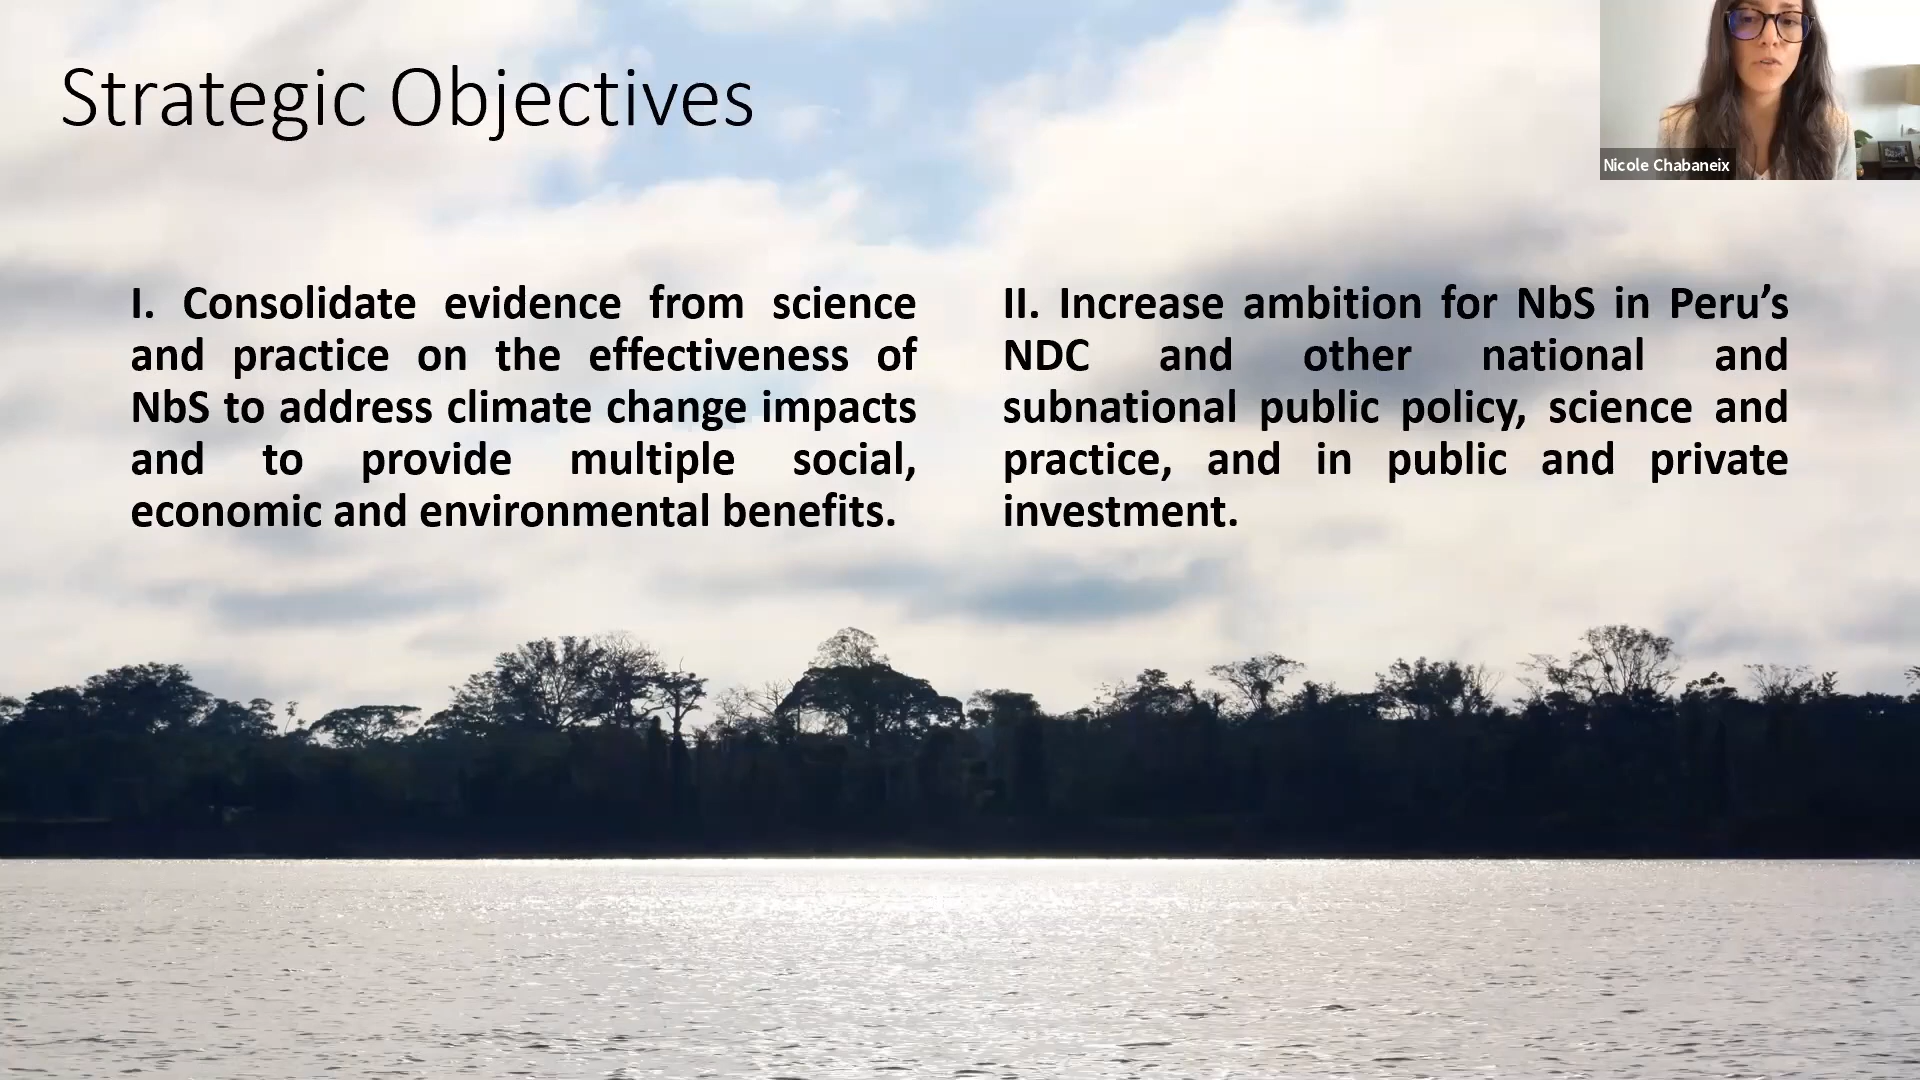 Strategic Objectives
Nicole Chabaneix
I. Consolidate evidence from science
and practice on the effectiveness of
NbS to address climate change impacts
and to provide multiple social,
economic and environmental benefits.
II. Increase ambition for NbS in Peru’s
NDC and other national and
subnational public policy, science and
practice, and in public and private
investment.